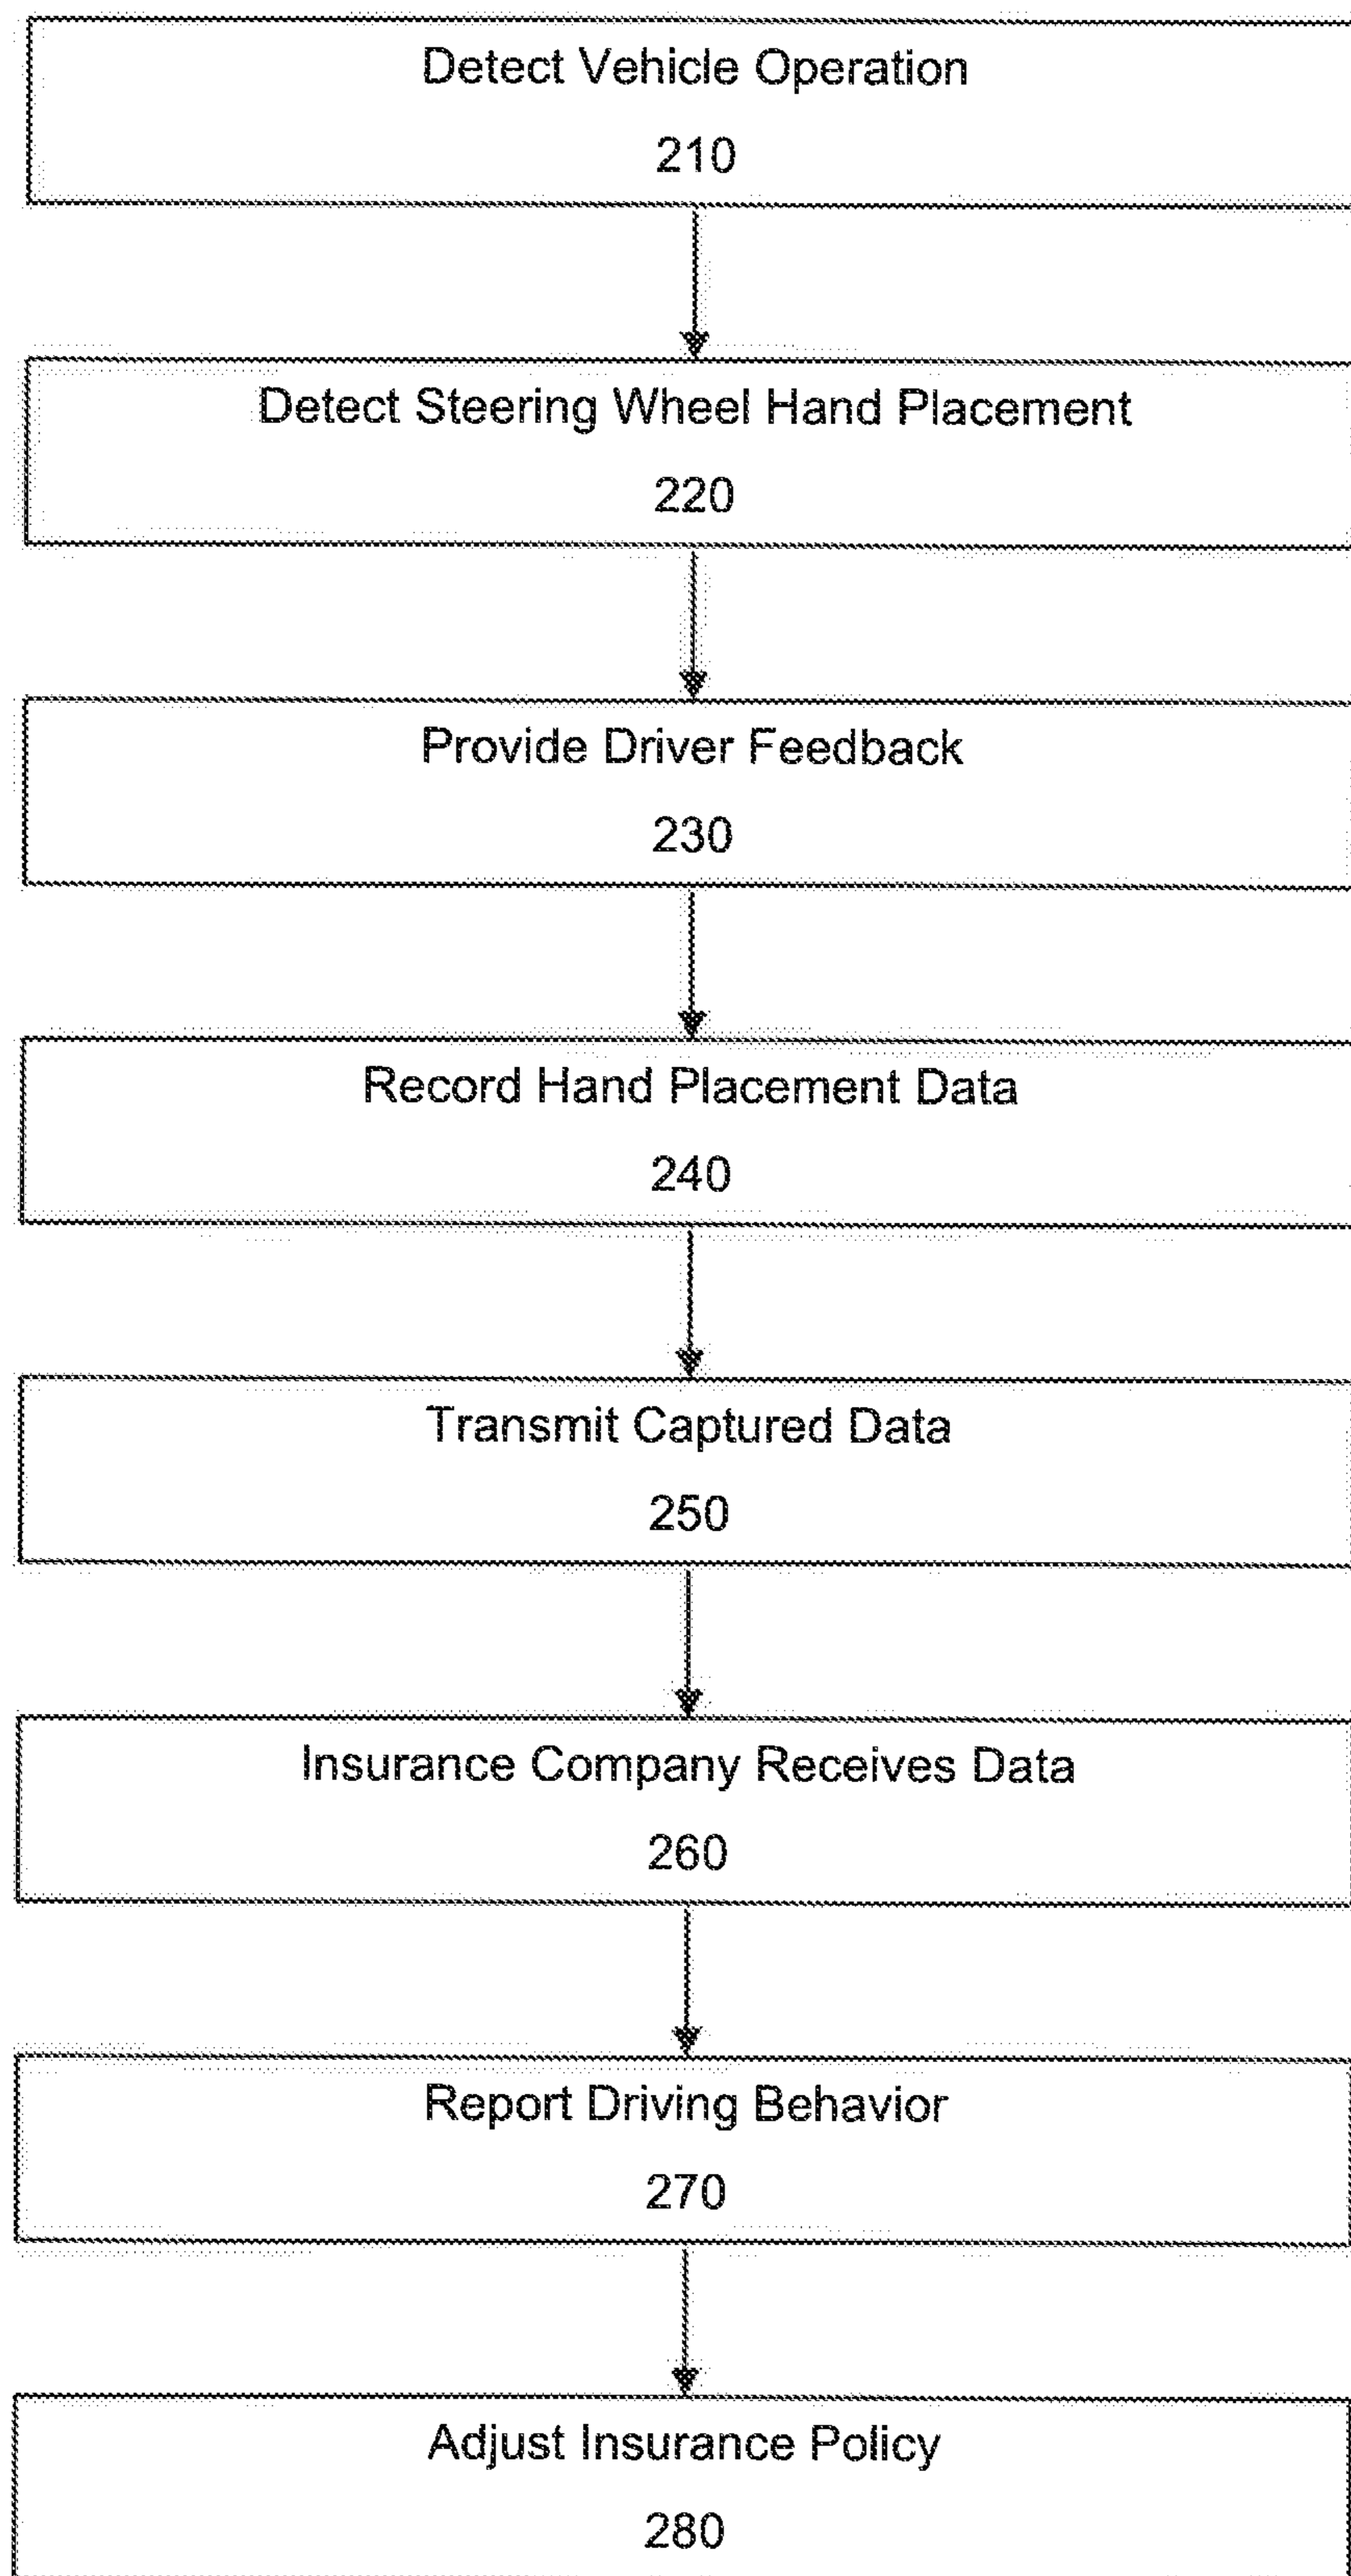 Detect Vehicle Operation
210
Detect Steering Wheel Hand Placement
220
Provide Driver Feedback
230
Record Hand Placement Data
240
Transmit Captured Data
250
Insurance Company Receives Data
260
Report Driving Behavior
270
Adjust Insurance Policy
280